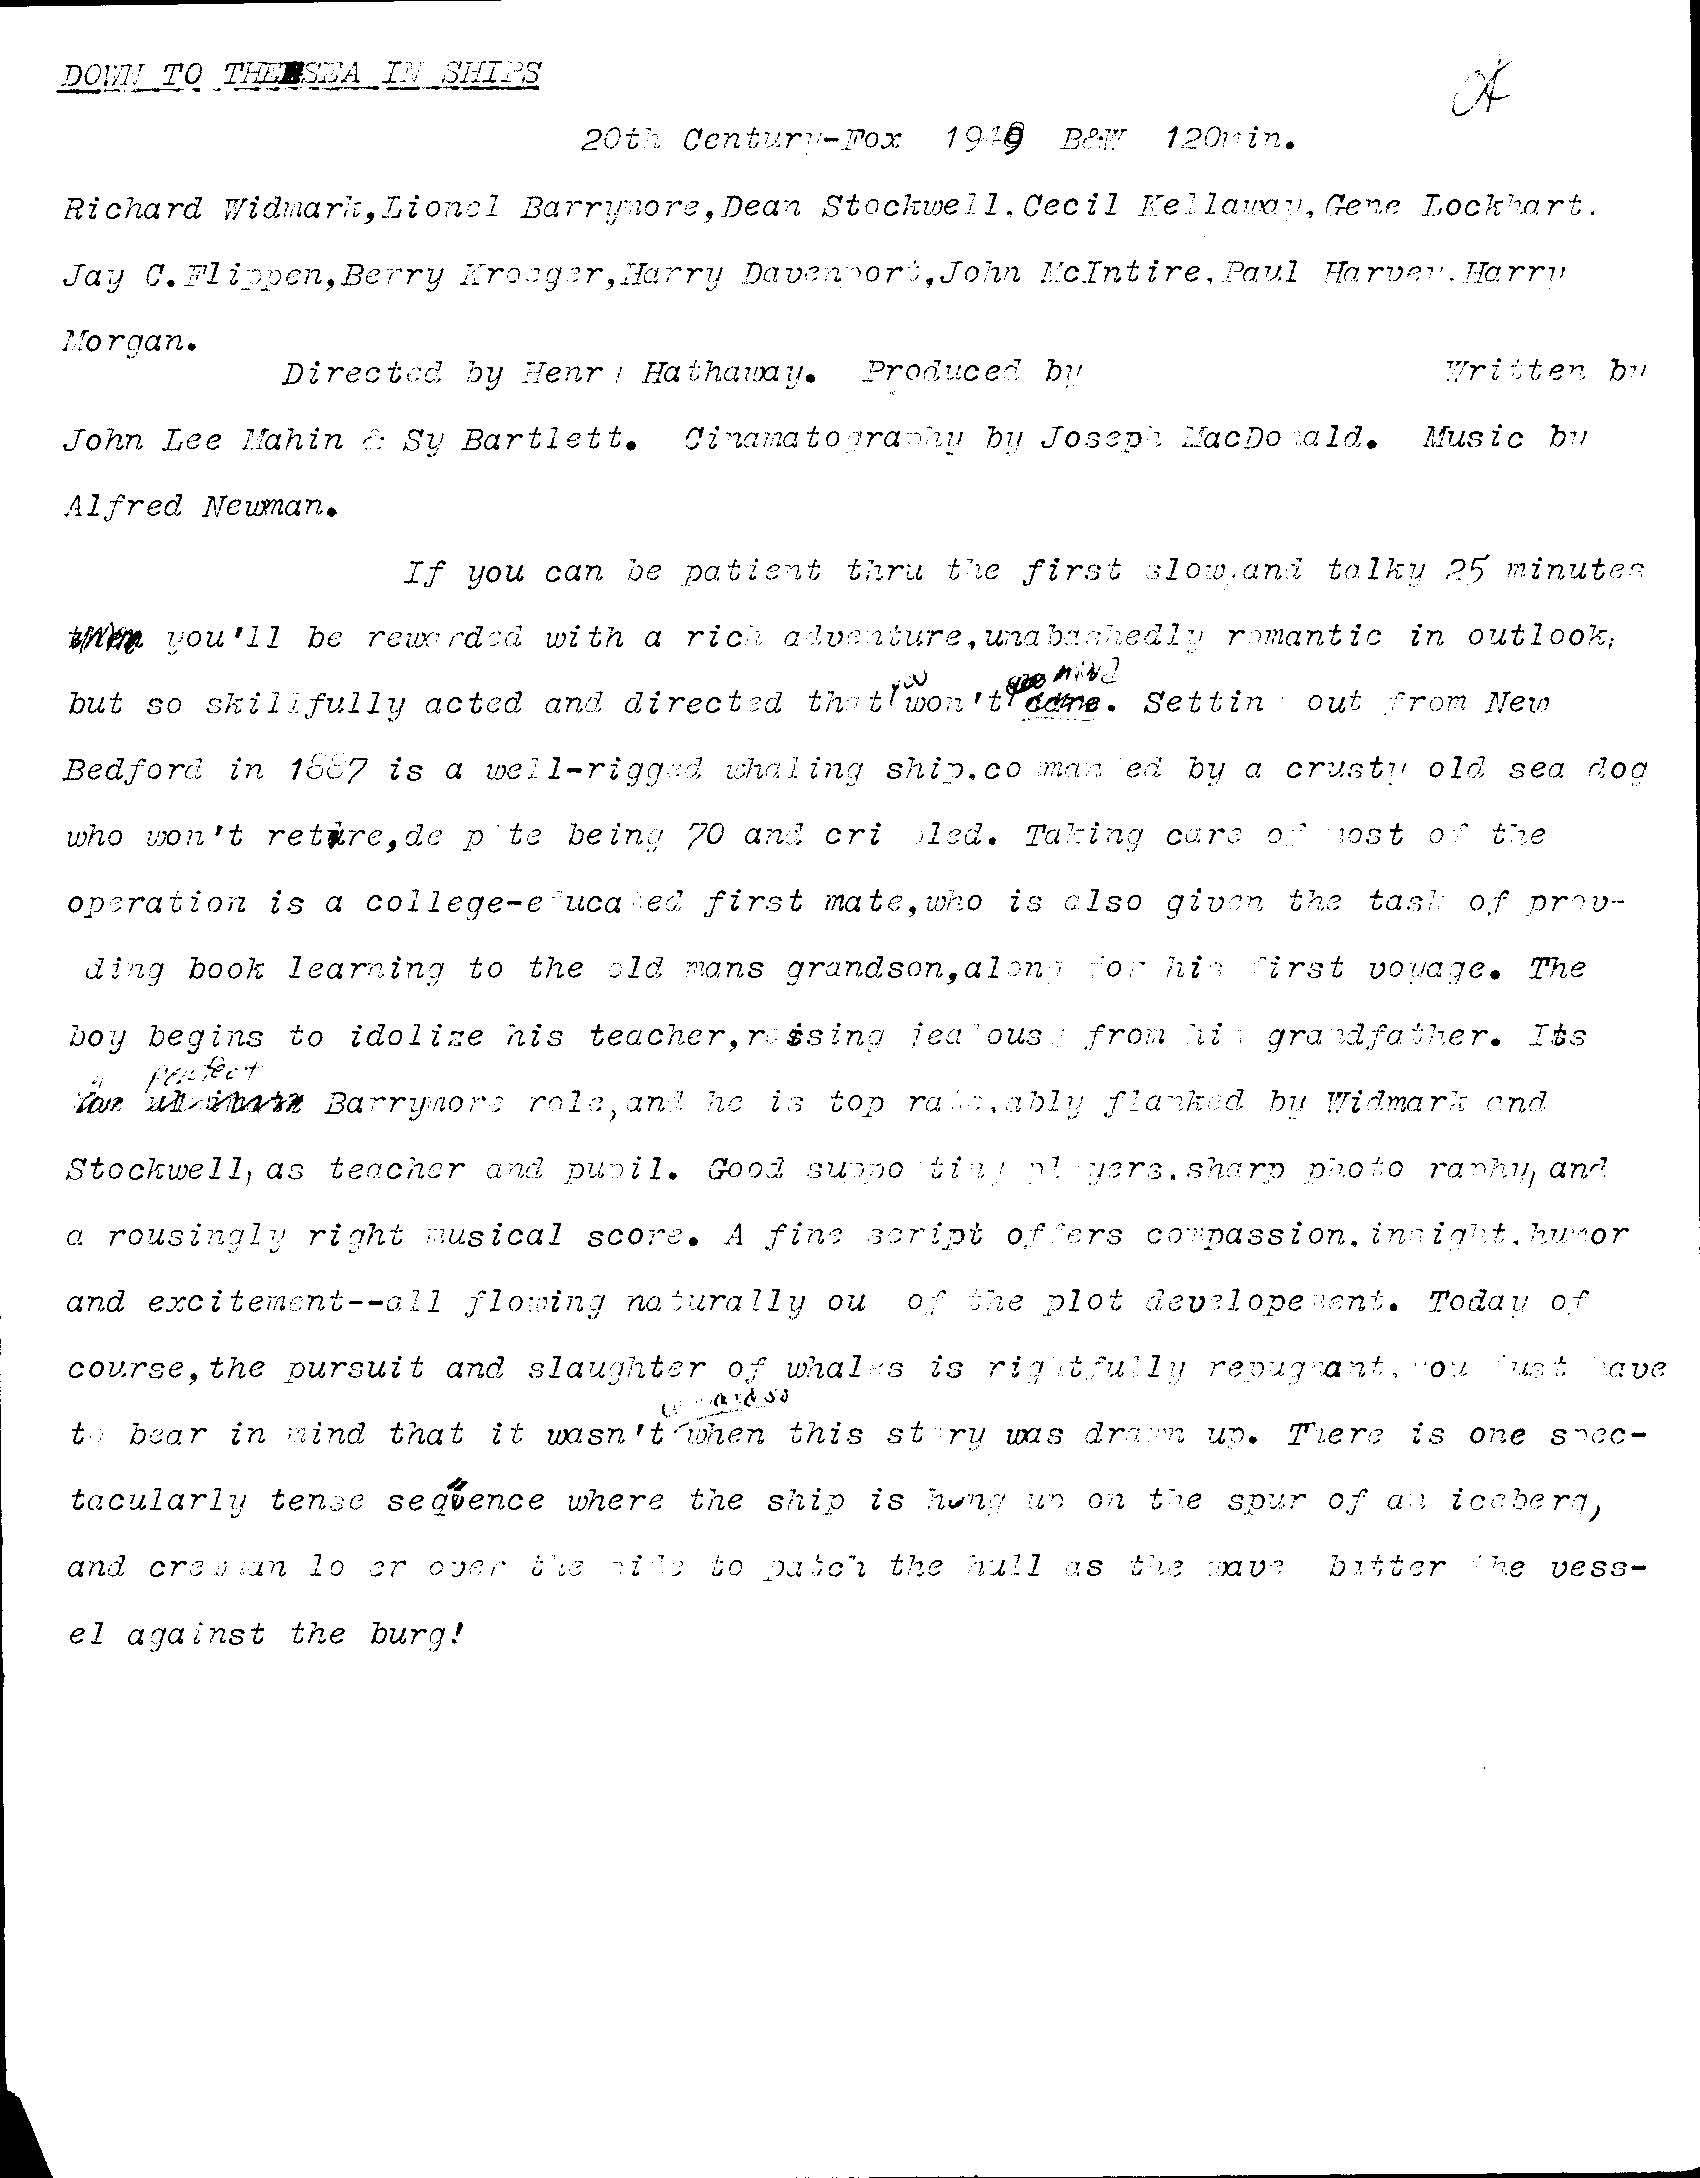 DOWN TO THE SEA IN SHIPS
20th Century-Fox 1949 B&W 120min.
Richard Widmark,Lionel Barrymore,Dean Stockwell,Cecil Kellaway,Gene Lockhart,
Jay C.Flippen,Berry Kroeger,Harry Davenport,John McIntire,Paul Harvey,Harry
Morgan.
Directed by Henry Hathaway. Produced by Written by
John Lee Mahin & Sy Bartlett. Cinamatography by Joseph MacDonald. Music by
Alfred Newman.
If you can be patient thru the first slow,and talky 25 minutes
you'll be rewarded with a rich adventure,unabashedly romantic in outlook,
but so skillfully acted and directed that you won't mind. Setting out from New
Bedford in 1887 is a well-rigged whaling ship,commanded by a crusty old sea dog
who won't retire,despite being 70 and crippled. Taking care of most of the
operation is a college-educated first mate,who is also given the task of prov-
iding book learning to the old mans grandson,along for his first voyage. The
boy begins to idolize his teacher,rousing jealousy from his grandfather. Its
a perfect Barrymore role,and he is top rate,ably flanked by Widmark and
Stockwell,as teacher and pupil. Good supporting players,sharp photography,and
a rousingly right musical score. A fine script offers compassion,insight,humor
and excitement--all flowing naturally out of the plot developement. Today of
course,the pursuit and slaughter of whales is rightfully repugnant,you just have
to bear in mind that it wasn't when this story was drawn up. There is one spec-
tacularly tense sequence where the ship is hung up on the spur of an iceberg,
and crewman lower over the side to patch the hull as the wave batter the vess-
el against the burg!